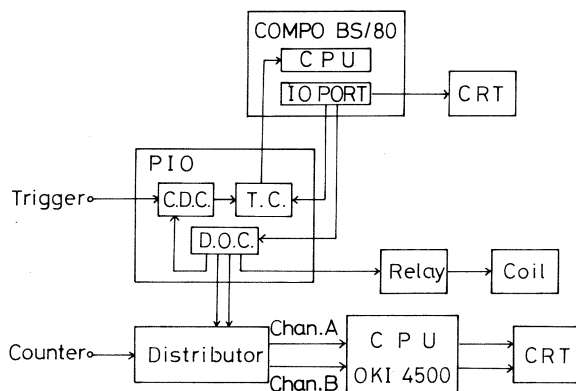 COMPO BS/80
CPU
IO PORT
CRT
PIO
Trigger
C.D.C.
T.C.
D.O.C.
Relay
Coil
Counter
Distributor
Chan.A
Chan.B
CPU
OKI 4500
CRT